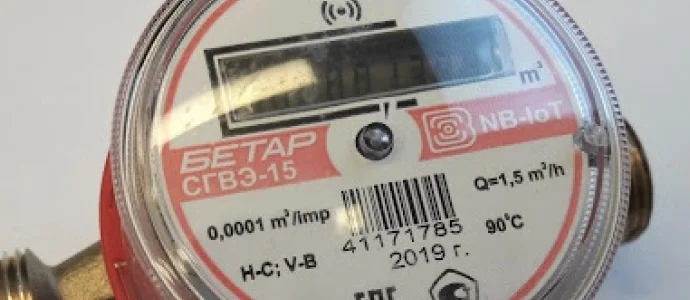 m³
БЕТАР
NB-IoT
СГВЭ-15
0,0001 m³/imp
Q=1,5 m³/h
41171785
90°C
H-C; V-B
2019 г.